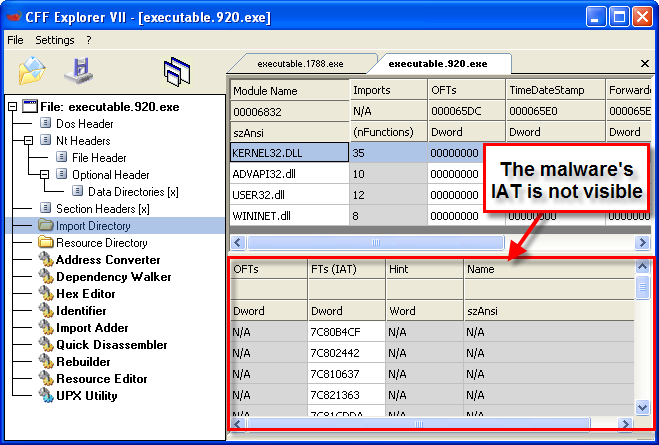 CFF Explorer VII - [executable.920.exe]
File Settings ?
File: executable.920.exe
Dos Header
Nt Headers
File Header
Optional Header
Data Directories [x]
Section Headers [x]
Import Directory
Resource Directory
Address Converter
Dependency Walker
Hex Editor
Identifier
Import Adder
Quick Disassembler
Rebuilder
Resource Editor
UPX Utility
executable.1788.exe executable.920.exe
Module Name Imports OFTs TimeDateStamp Forwarde
00006832 N/A 000065DC 000065E0 000065E
szAnsi (nFunctions) Dword Dword Dword
KERNEL32.DLL 35 00000000
ADVAPI32.dll 10 00000000
USER32.dll 12 00000000
WININET.dll 8 00000000 00000000 00000000
The malware's
IAT is not visible
OFTs FTs (IAT) Hint Name
Dword Dword Word szAnsi
N/A 7C80B4CF N/A N/A
N/A 7C802442 N/A N/A
N/A 7C810637 N/A N/A
N/A 7C821363 N/A N/A
N/A 7C81CDDA N/A N/A